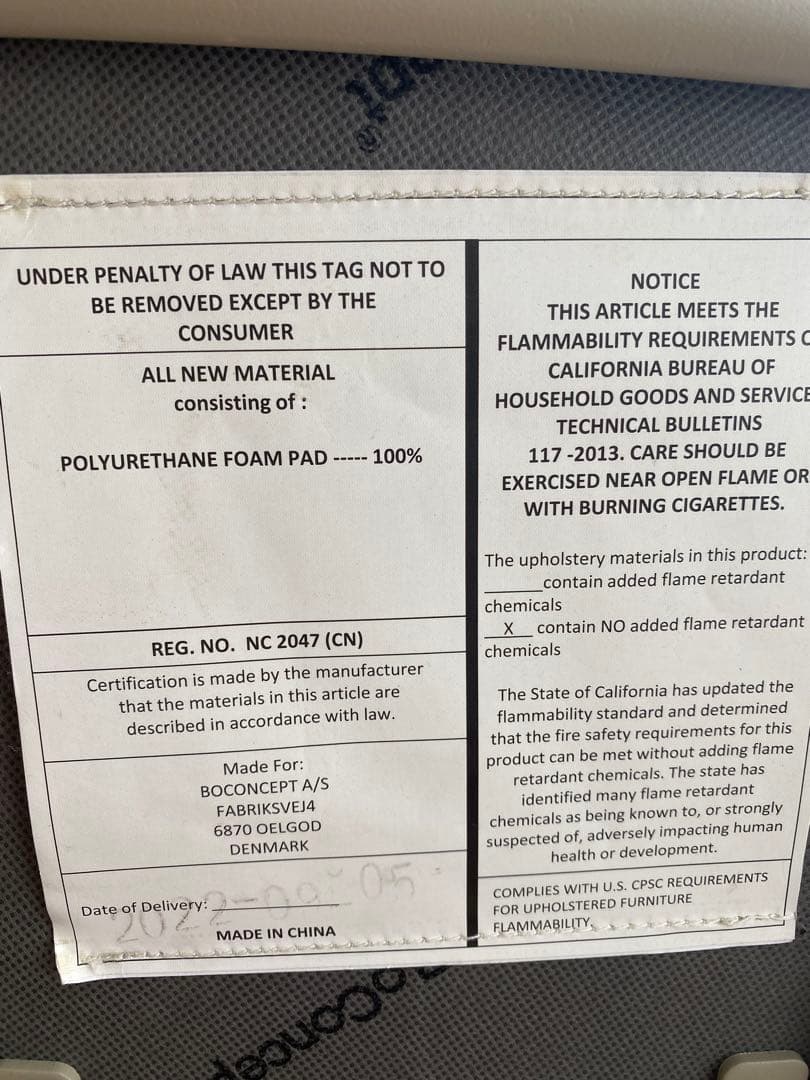 UNDER PENALTY OF LAW THIS TAG NOT TO
BE REMOVED EXCEPT BY THE
CONSUMER
ALL NEW MATERIAL
consisting of :
POLYURETHANE FOAM PAD ----- 100%
REG. NO. NC 2047 (CN)
Certification is made by the manufacturer
that the materials in this article are
described in accordance with law.
Made For:
BOCONCEPT A/S
FABRIKSVEJ4
6870 OELGOD
DENMARK
Date of Delivery:
MADE IN CHINA
NOTICE
THIS ARTICLE MEETS THE
FLAMMABILITY REQUIREMENTS
CALIFORNIA BUREAU OF
HOUSEHOLD GOODS AND SERVICE
TECHNICAL BULLETINS
117 -2013. CARE SHOULD BE
EXERCISED NEAR OPEN FLAME OR
WITH BURNING CIGARETTES.
The upholstery materials in this product:
______contain added flame retardant
chemicals
__X__ contain NO added flame retardant
chemicals
The State of California has updated the
flammability standard and determined
that the fire safety requirements for this
product can be met without adding flame
retardant chemicals. The state has
identified many flame retardant
chemicals as being known to, or strongly
suspected of, adversely impacting human
health or development.
COMPLIES WITH U.S. CPSC REQUIREMENTS
FOR UPHOLSTERED FURNITURE
FLAMMABILITY.
BoConcep